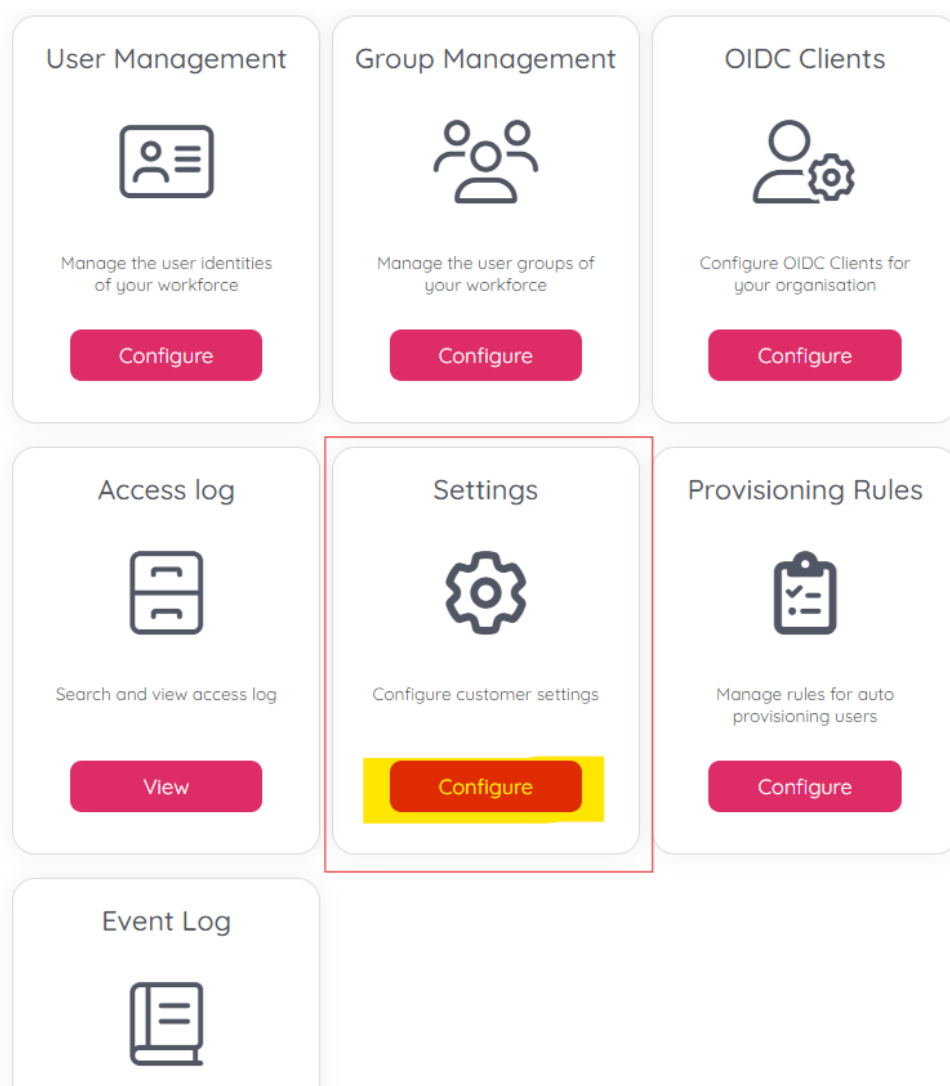 User Management
Group Management
OIDC Clients
Manage the user identities
of your workforce
Manage the user groups of
your workforce
Configure OIDC Clients for
your organisation
Configure
Configure
Configure
Access log
Settings
Provisioning Rules
Search and view access log
Configure customer settings
Manage rules for auto
provisioning users
View
Configure
Configure
Event Log